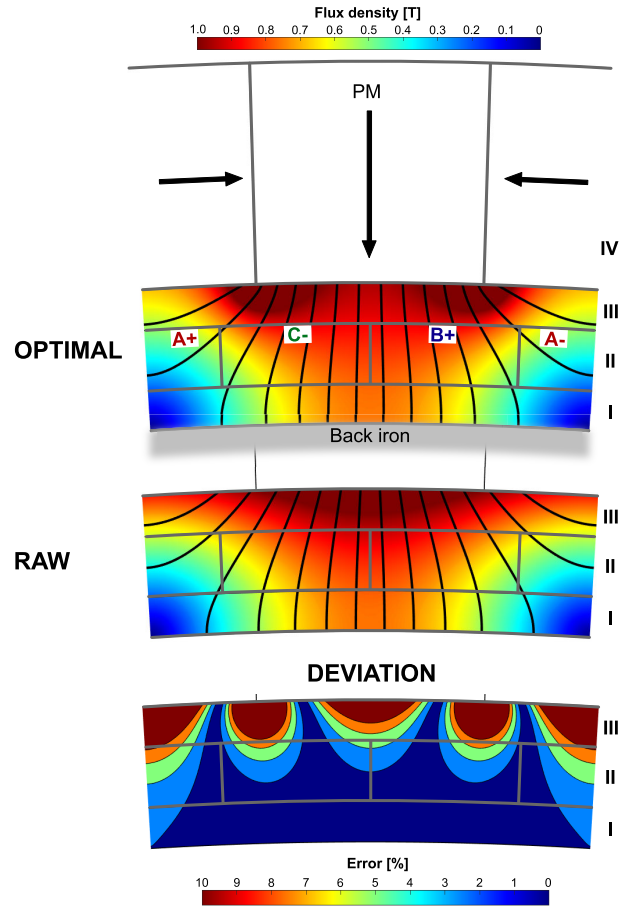 Flux density [T]
1.0 0.9 0.8 0.7 0.6 0.5 0.4 0.3 0.2 0.1 0
PM
IV
III
A+ C- B+ A-
OPTIMAL
II
I
Back iron
III
RAW
II
I
DEVIATION
III
II
I
Error [%]
10 9 8 7 6 5 4 3 2 1 0